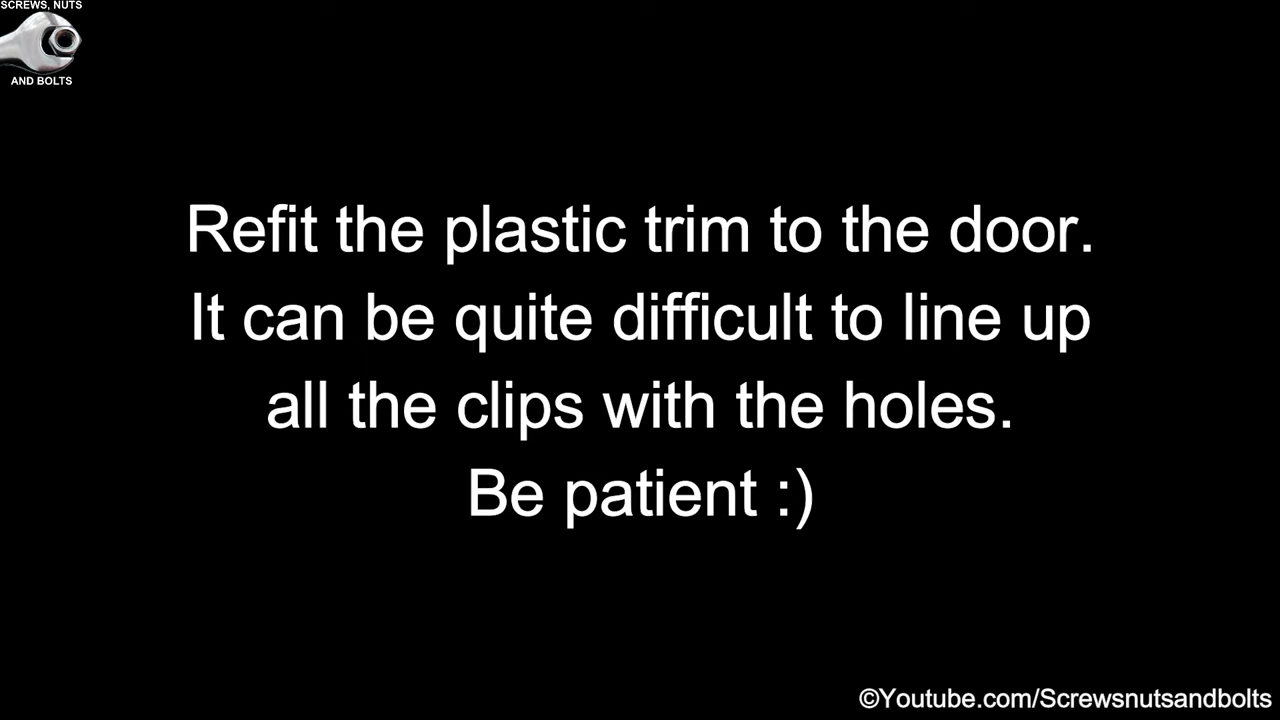 SCREWS, NUTS
AND BOLTS
Refit the plastic trim to the door.
It can be quite difficult to line up
all the clips with the holes.
Be patient :)
©Youtube.com/Screwsnutsandbolts